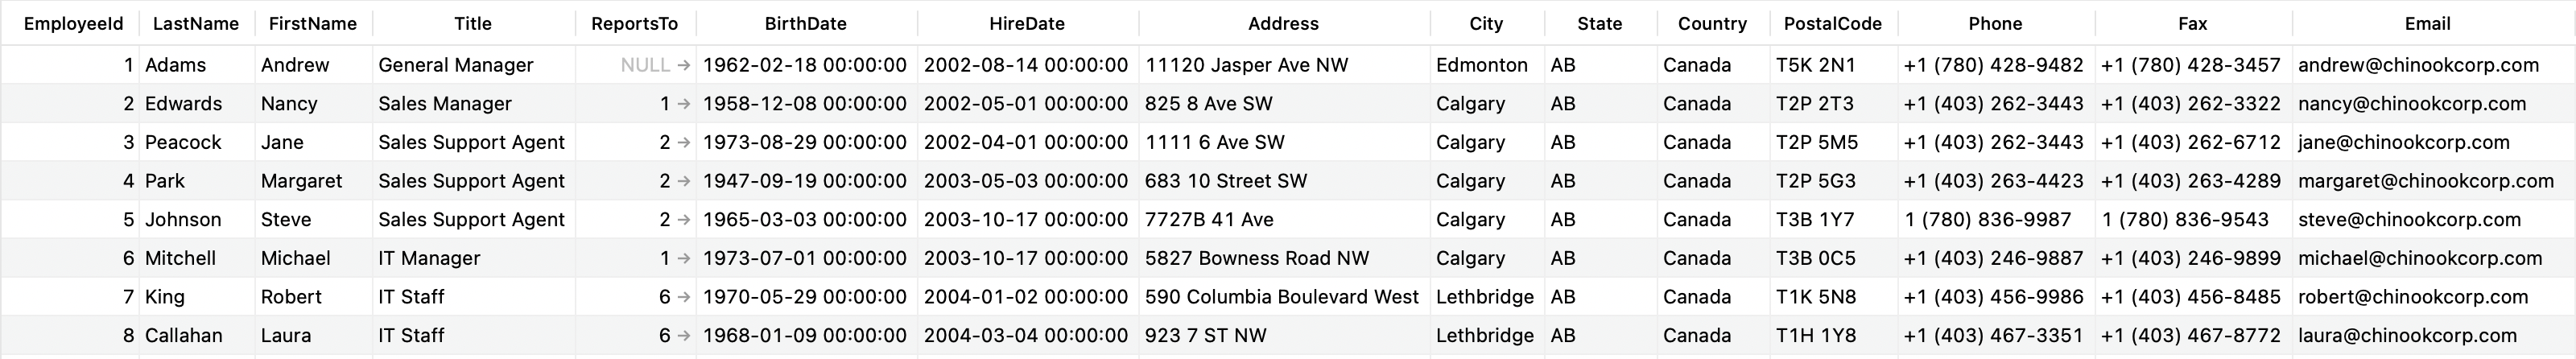 EmployeeId LastName FirstName Title ReportsTo BirthDate HireDate Address City State Country PostalCode Phone Fax Email
1 Adams Andrew General Manager NULL → 1962-02-18 00:00:00 2002-08-14 00:00:00 11120 Jasper Ave NW Edmonton AB Canada T5K 2N1 +1 (780) 428-9482 +1 (780) 428-3457 andrew@chinookcorp.com
2 Edwards Nancy Sales Manager 1 → 1958-12-08 00:00:00 2002-05-01 00:00:00 825 8 Ave SW Calgary AB Canada T2P 2T3 +1 (403) 262-3443 +1 (403) 262-3322 nancy@chinookcorp.com
3 Peacock Jane Sales Support Agent 2 → 1973-08-29 00:00:00 2002-04-01 00:00:00 1111 6 Ave SW Calgary AB Canada T2P 5M5 +1 (403) 262-3443 +1 (403) 262-6712 jane@chinookcorp.com
4 Park Margaret Sales Support Agent 2 → 1947-09-19 00:00:00 2003-05-03 00:00:00 683 10 Street SW Calgary AB Canada T2P 5G3 +1 (403) 263-4423 +1 (403) 263-4289 margaret@chinookcorp.com
5 Johnson Steve Sales Support Agent 2 → 1965-03-03 00:00:00 2003-10-17 00:00:00 7727B 41 Ave Calgary AB Canada T3B 1Y7 1 (780) 836-9987 1 (780) 836-9543 steve@chinookcorp.com
6 Mitchell Michael IT Manager 1 → 1973-07-01 00:00:00 2003-10-17 00:00:00 5827 Bowness Road NW Calgary AB Canada T3B 0C5 +1 (403) 246-9887 +1 (403) 246-9899 michael@chinookcorp.com
7 King Robert IT Staff 6 → 1970-05-29 00:00:00 2004-01-02 00:00:00 590 Columbia Boulevard West Lethbridge AB Canada T1K 5N8 +1 (403) 456-9986 +1 (403) 456-8485 robert@chinookcorp.com
8 Callahan Laura IT Staff 6 → 1968-01-09 00:00:00 2004-03-04 00:00:00 923 7 ST NW Lethbridge AB Canada T1H 1Y8 +1 (403) 467-3351 +1 (403) 467-8772 laura@chinookcorp.com